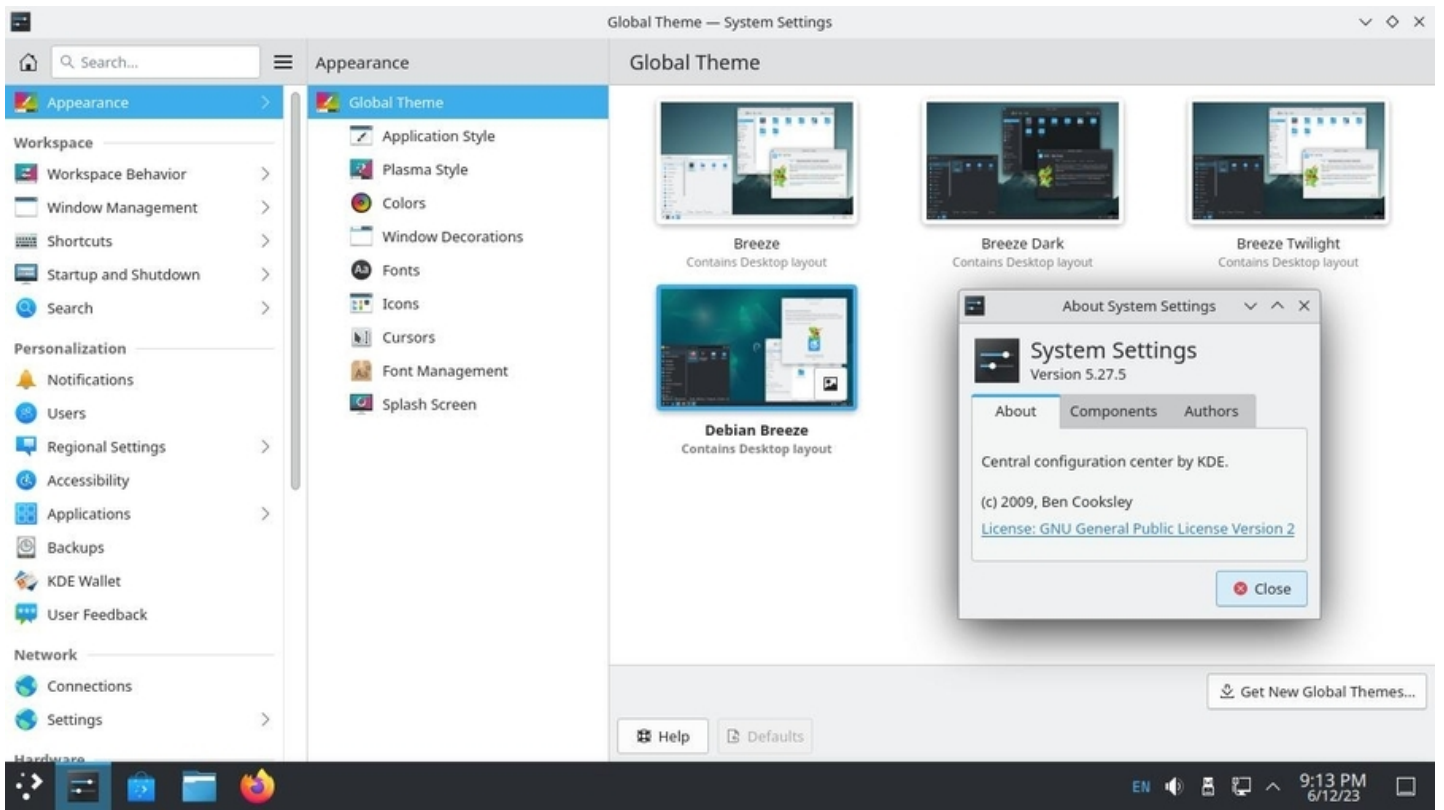 Global Theme — System Settings
Search...
Appearance
Workspace
Workspace Behavior
Window Management
Shortcuts
Startup and Shutdown
Search
Personalization
Notifications
Users
Regional Settings
Accessibility
Applications
Backups
KDE Wallet
User Feedback
Network
Connections
Settings
Hardware
Appearance
Global Theme
Application Style
Plasma Style
Colors
Window Decorations
Aa Fonts
Icons
Cursors
Font Management
Splash Screen
Global Theme
Breeze
Contains Desktop layout
Breeze Dark
Contains Desktop layout
Breeze Twilight
Contains Desktop layout
Debian Breeze
Contains Desktop layout
About System Settings
System Settings
Version 5.27.5
About Components Authors
Central configuration center by KDE.
(c) 2009, Ben Cooksley
License: GNU General Public License Version 2
Close
Get New Global Themes...
Help Defaults
EN 9:13 PM
6/12/23